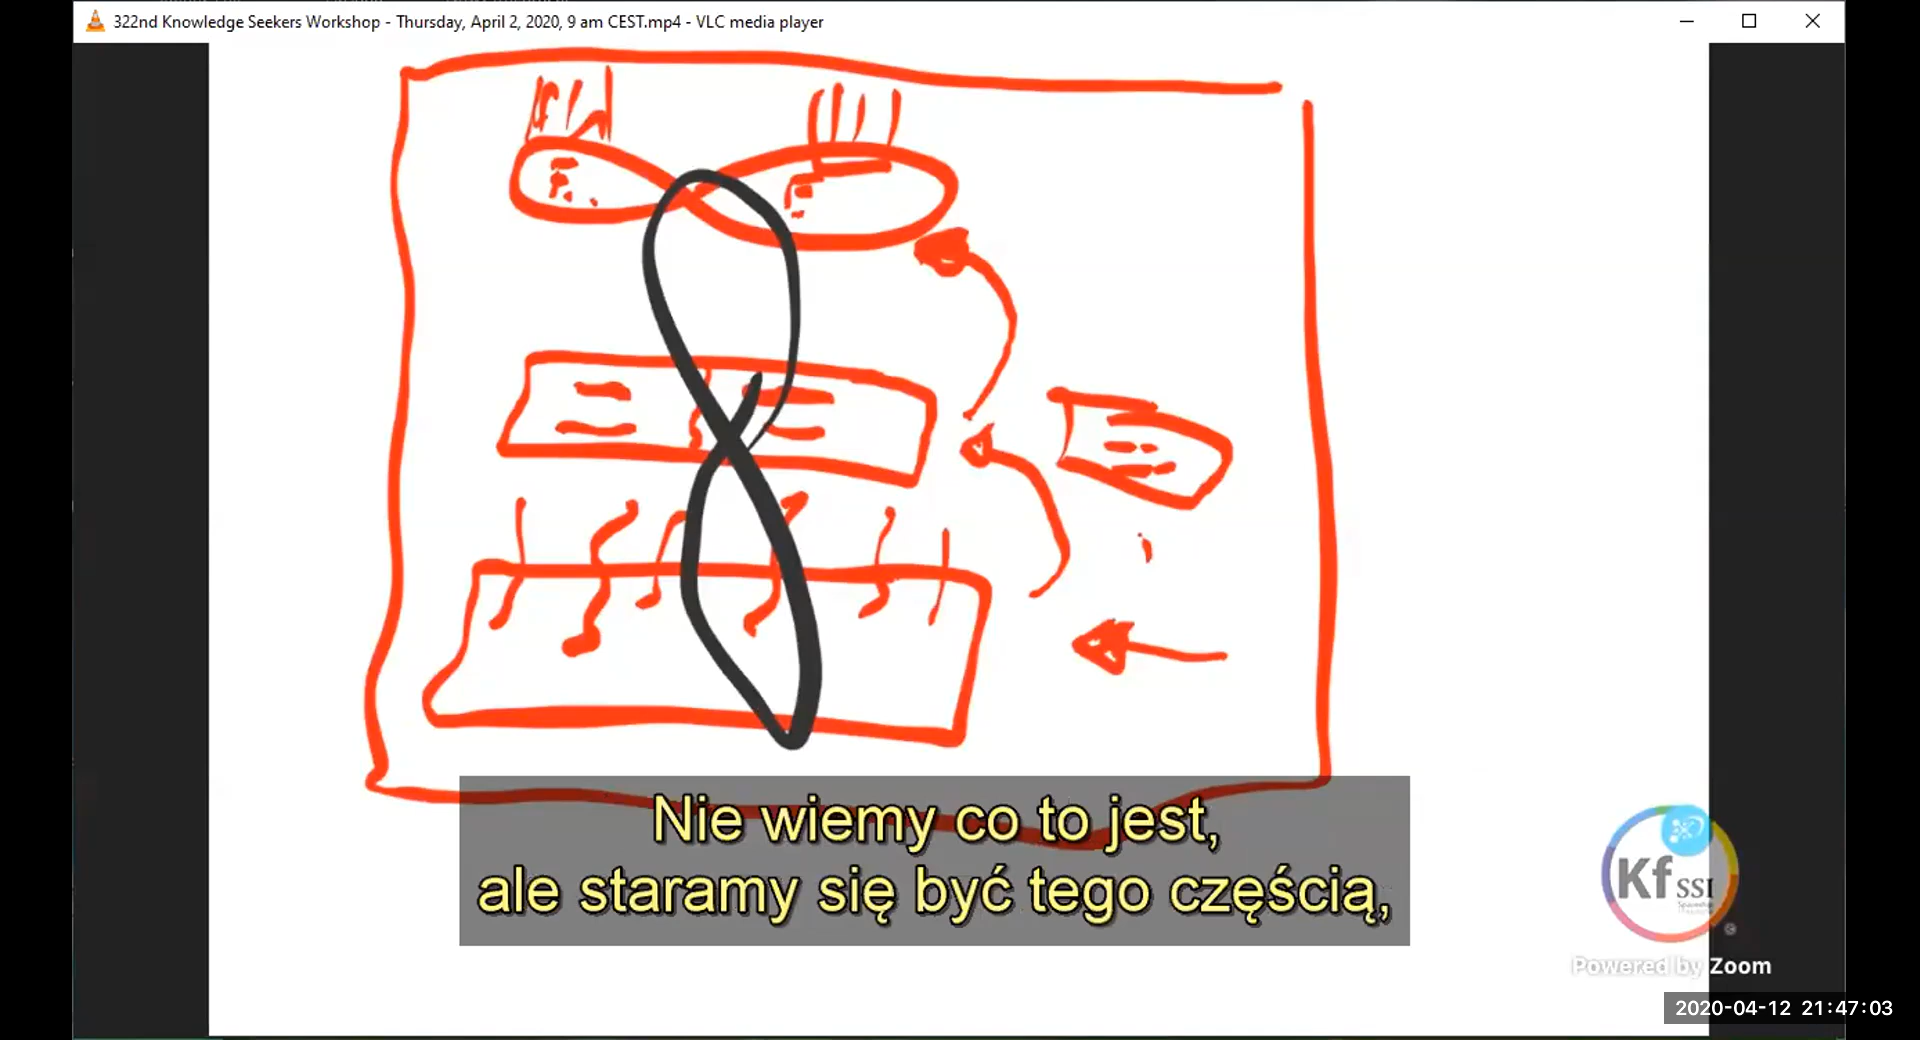 322nd Knowledge Seekers Workshop - Thursday, April 2, 2020, 9 am CEST.mp4 - VLC media player
Nie wiemy co to jest,
ale staramy się być tego częścią,
Kf SSI
Powered by Zoom
2020-04-12 21:47:03